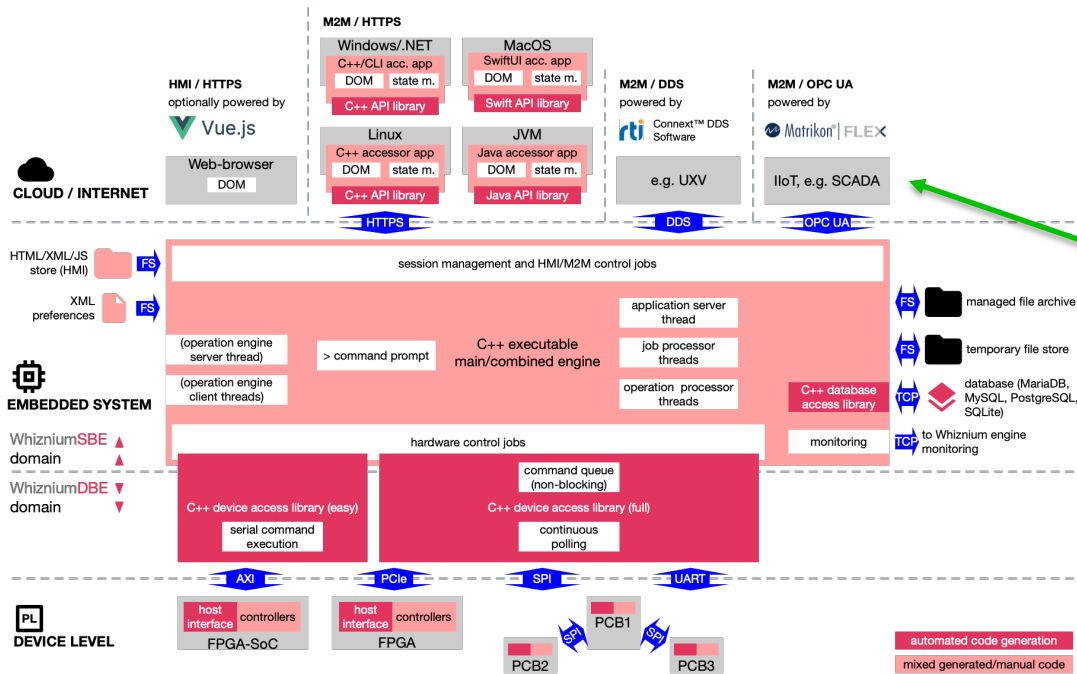 M2M / HTTPS
Windows/.NET
C++/CLI acc. app
DOM
state m.
C++ API library
MacOS
SwiftUI acc. app
DOM
state m.
Swift API library
HMI / HTTPS
optionally powered by
Vue.js
Web-browser
DOM
Linux
C++ accessor app
DOM
state m.
C++ API library
JVM
Java accessor app
DOM
state m.
Java API library
M2M / DDS
powered by
rti
Connext™ DDS
Software
e.g. UXV
M2M / OPC UA
powered by
Matrikon® FLEX
IIoT, e.g. SCADA
CLOUD / INTERNET
HTTPS
DDS
OPC UA
HTML/XML/JS
store (HMI)
FS
session management and HMI/M2M control jobs
XML
preferences
FS
application server
thread
FS
managed file archive
(operation engine
server thread)
> command prompt
C++ executable
main/combined engine
job processor
threads
FS
temporary file store
(operation engine
client threads)
operation processor
threads
C++ database
access library
TCP
database (MariaDB,
MySQL, PostgreSQL,
SQLite)
EMBEDDED SYSTEM
WhizniumSBE
domain
hardware control jobs
monitoring
TCP
to Whiznium engine
monitoring
WhizniumDBE
domain
C++ device access library (easy)
serial command
execution
command queue
(non-blocking)
C++ device access library (full)
continuous
polling
AXI
PCIe
SPI
UART
PL
DEVICE LEVEL
host
interface
controllers
FPGA-SoC
host
interface
controllers
FPGA
PCB1
SPI
SPI
PCB2
PCB3
automated code generation
mixed generated/manual code